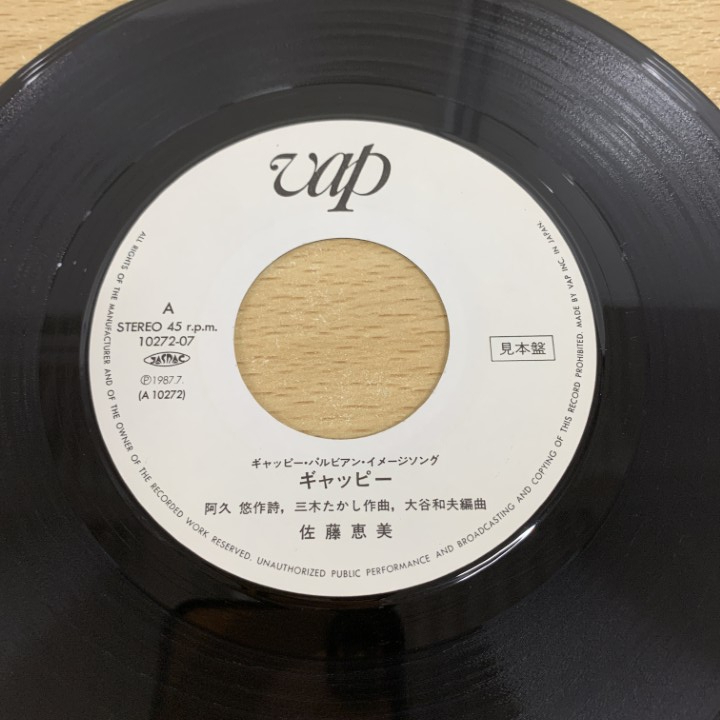 vap
A
STEREO 45 r.p.m.
10272-07
JASRAC
Ⓟ1987.7.
(A 10272)
見本盤
ギャッピー・バルビアン・イメージソング
ギャッピー
阿久 悠作詩, 三木たかし作曲, 大谷和夫編曲
佐藤恵美
ALL RIGHTS OF THE MANUFACTURER AND OF THE OWNER OF THE RECORDED WORK RESERVED. UNAUTHORIZED PUBLIC PERFORMANCE AND BROADCASTING AND COPYING OF THIS RECORD PROHIBITED. MADE BY VAP INC. IN JAPAN.